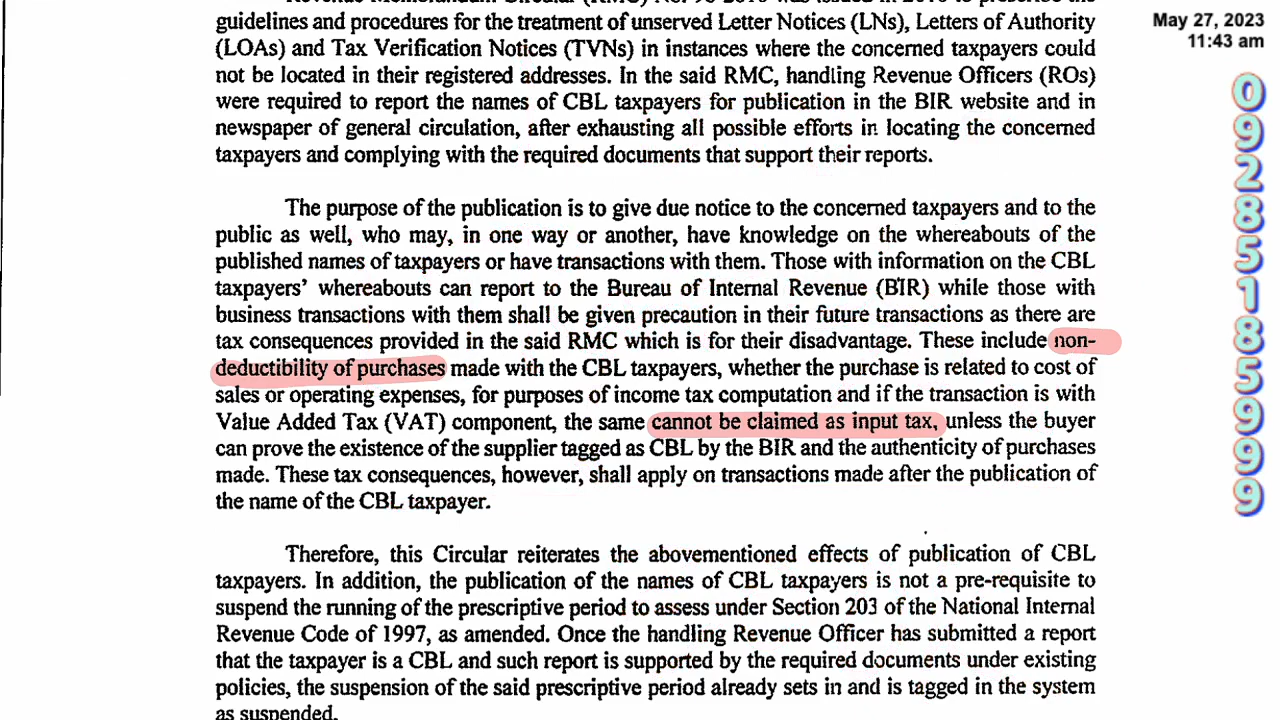 guidelines and procedures for the treatment of unserved Letter Notices (LNs), Letters of Authority
(LOAs) and Tax Verification Notices (TVNs) in instances where the concerned taxpayers could
not be located in their registered addresses. In the said RMC, handling Revenue Officers (ROs)
were required to report the names of CBL taxpayers for publication in the BIR website and in
newspaper of general circulation, after exhausting all possible efforts in locating the concerned
taxpayers and complying with the required documents that support their reports.
The purpose of the publication is to give due notice to the concerned taxpayers and to the
public as well, who may, in one way or another, have knowledge on the whereabouts of the
published names of taxpayers or have transactions with them. Those with information on the CBL
taxpayers' whereabouts can report to the Bureau of Internal Revenue (BIR) while those with
business transactions with them shall be given precaution in their future transactions as there are
tax consequences provided in the said RMC which is for their disadvantage. These include non-
deductibility of purchases made with the CBL taxpayers, whether the purchase is related to cost of
sales or operating expenses, for purposes of income tax computation and if the transaction is with
Value Added Tax (VAT) component, the same cannot be claimed as input tax, unless the buyer
can prove the existence of the supplier tagged as CBL by the BIR and the authenticity of purchases
made. These tax consequences, however, shall apply on transactions made after the publication of
the name of the CBL taxpayer.
Therefore, this Circular reiterates the abovementioned effects of publication of CBL
taxpayers. In addition, the publication of the names of CBL taxpayers is not a pre-requisite to
suspend the running of the prescriptive period to assess under Section 203 of the National Internal
Revenue Code of 1997, as amended. Once the handling Revenue Officer has submitted a report
that the taxpayer is a CBL and such report is supported by the required documents under existing
policies, the suspension of the said prescriptive period already sets in and is tagged in the system
as suspended.
May 27, 2023
11:43 am
09285185999